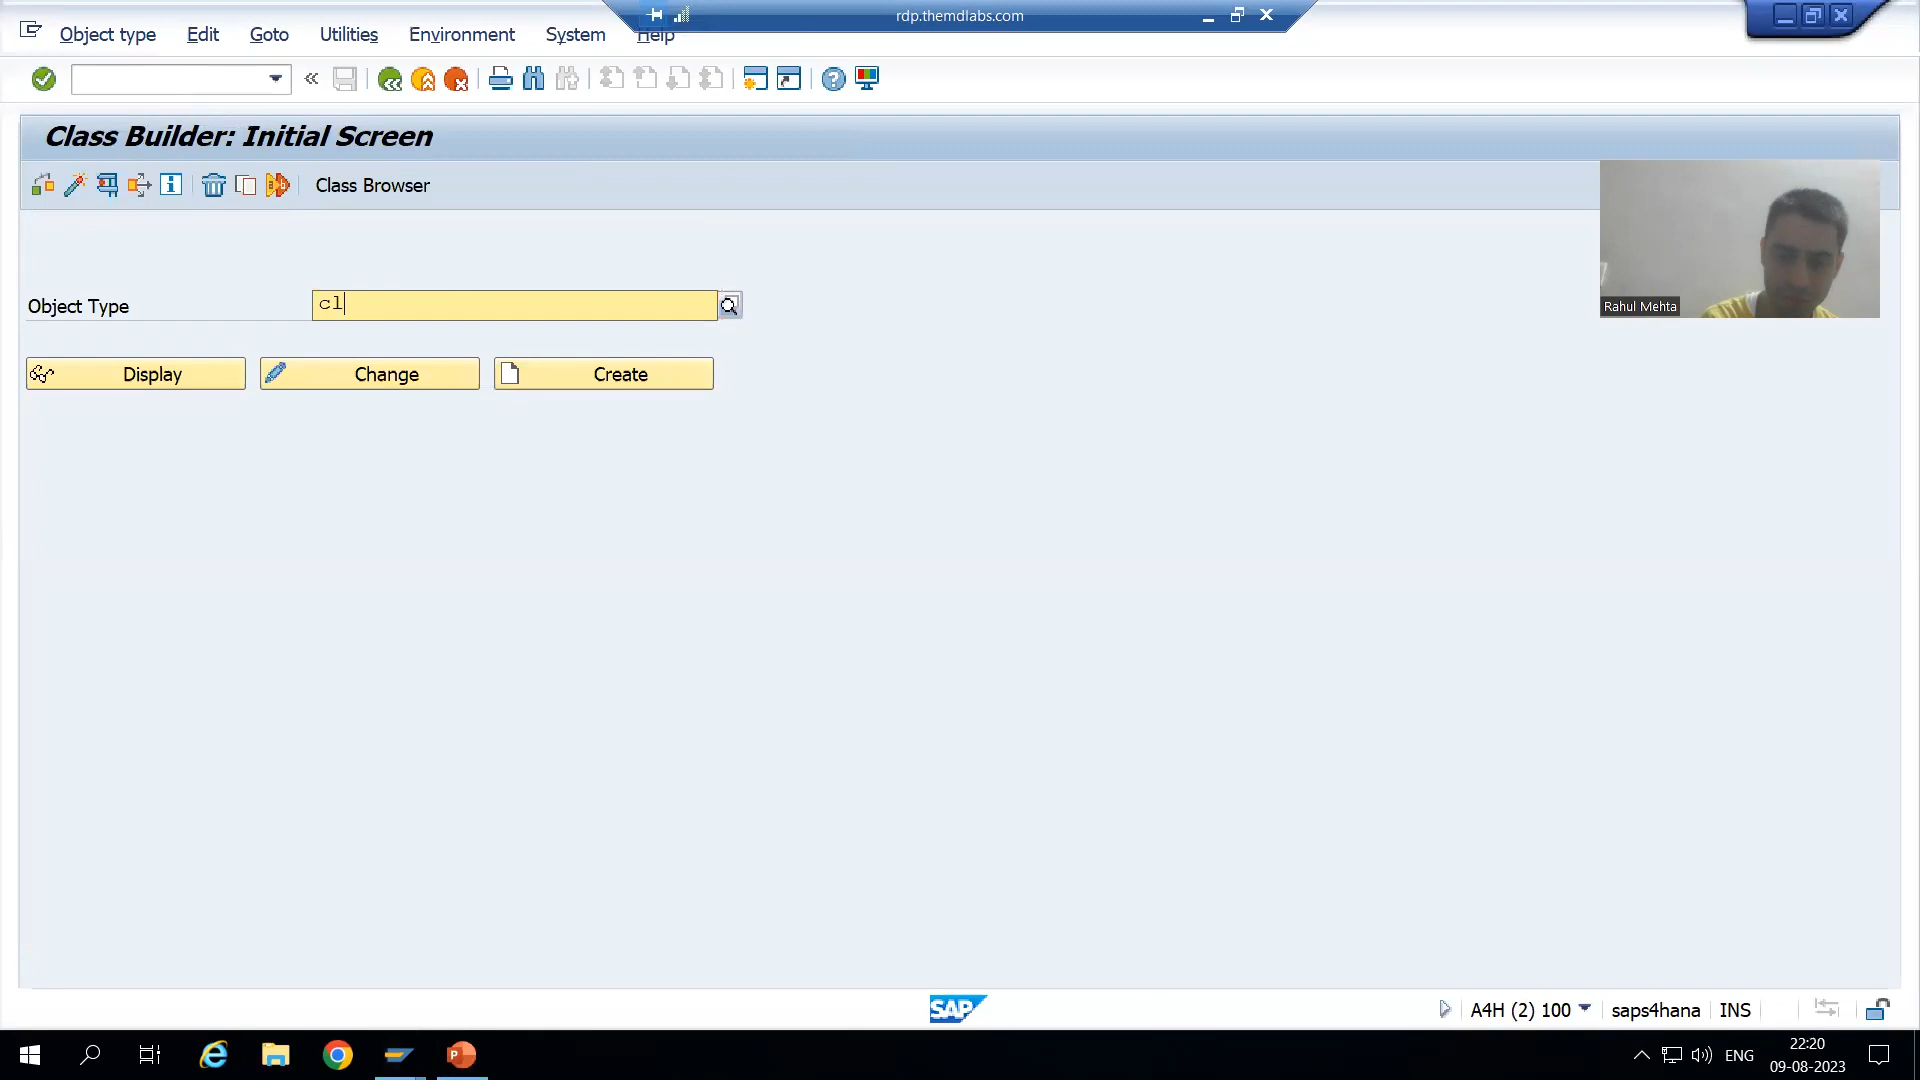 rdp.themdlabs.com
Object type Edit Goto Utilities Environment System Help
Class Builder: Initial Screen
Class Browser
Object Type cl
Rahul Mehta
Display Change Create
SAP
A4H (2) 100 saps4hana INS
ENG
22:20
09-08-2023